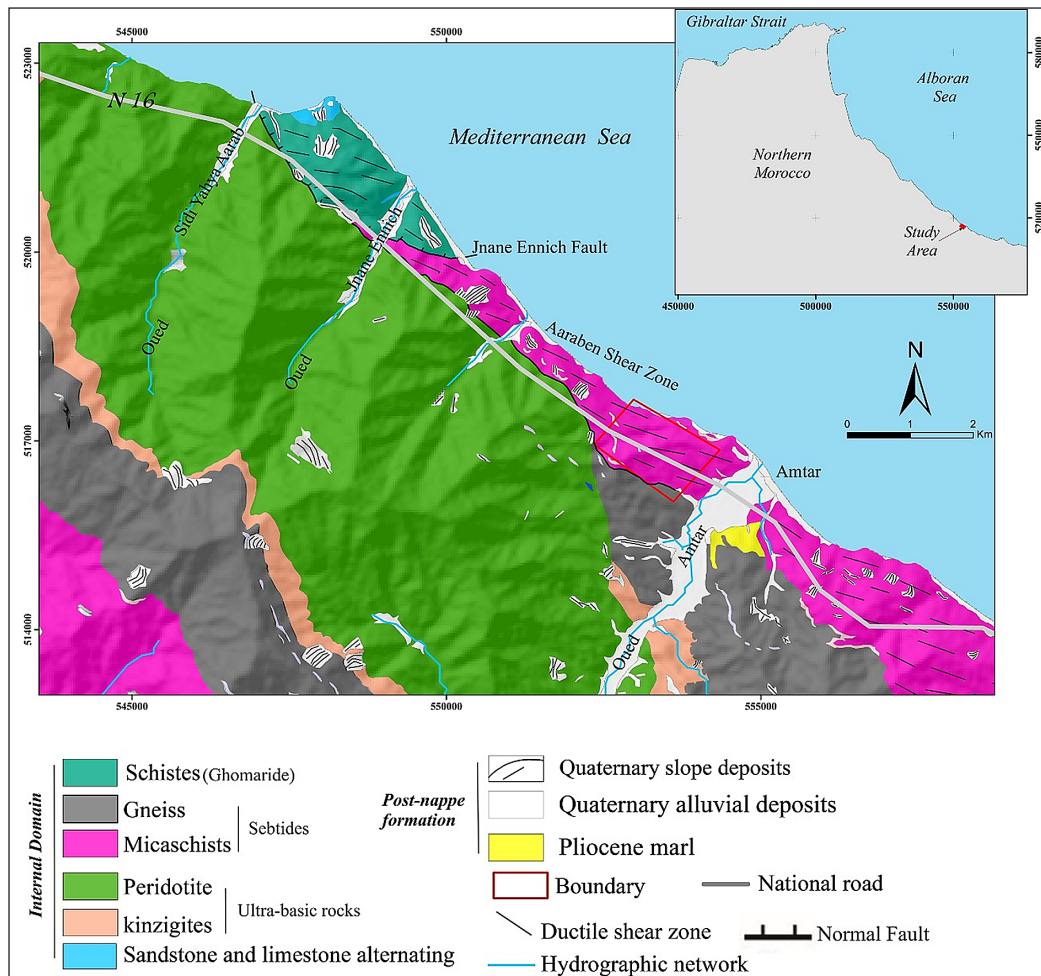 545000
550000
523000
520000
517000
514000
N 16
Sidi Yahya Aarab
Oued
Jnane Ennich
Oued
Mediterranean Sea
Jnane Ennich Fault
Aaraben Shear Zone
Amtar
Amtar
Oued
N
0 1 2
Km
545000
550000
555000
Gibraltar Strait
Alboran
Sea
Northern
Morocco
Study
Area
580000
550000
520000
450000
500000
550000
Internal Domain
Schistes (Ghomaride)
Gneiss
Micaschists
Sebtides
Peridotite
kinzigites
Ultra-basic rocks
Sandstone and limestone alternating
Post-nappe
formation
Quaternary slope deposits
Quaternary alluvial deposits
Pliocene marl
Boundary
National road
Ductile shear zone
Normal Fault
Hydrographic network